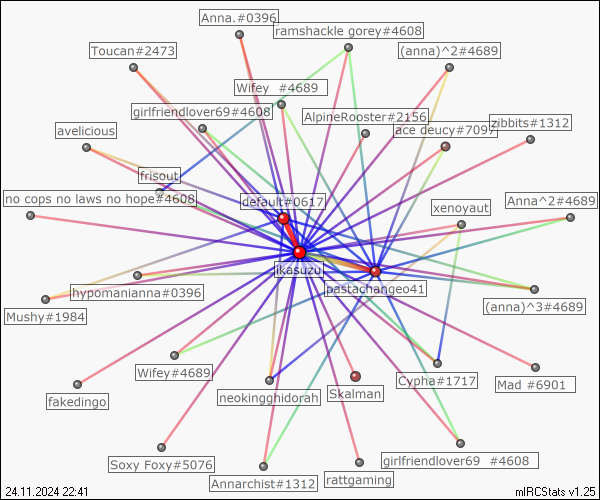 Anna.#0396
ramshackle gorey#4608
Toucan#2473
(anna)^2#4689
Wifey  #4689
girlfriendlover69#4608
AlpineRooster#2156
zibbits#1312
avelicious
ace deucy#7097
frisout
no cops no laws no hope#4608
default#0617
Anna^2#4689
xenoyaut
jikasuzu
pastachangeo41
hypomanianna#0396
(anna)^3#4689
Mushy#1984
Wifey#4689
Cypha#1717
Mad #6901
fakedingo
neokingghidorah
Skalman
Soxy Foxy#5076
girlfriendlover69  #4608
Annarchist#1312
rattgaming
24.11.2024 22:41
mIRCStats v1.25